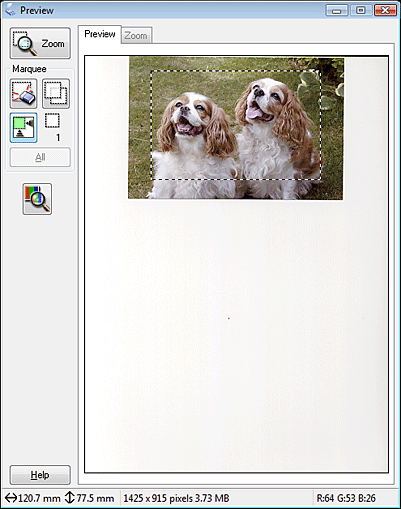 Preview
Zoom
Preview
Zoom
Marquee
1
All
Help
120.7 mm 77.5 mm
1425 x 915 pixels 3.73 MB
R:64 G:53 B:26